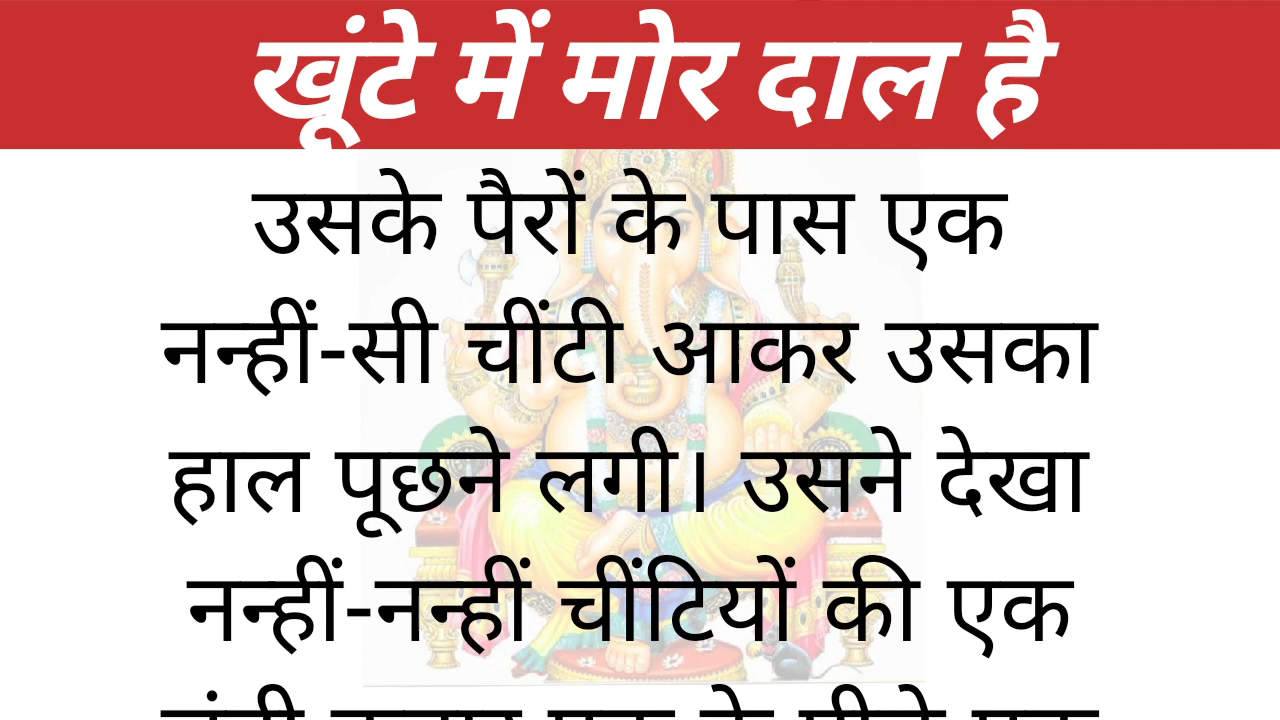 खूंटे में मोर दाल है
उसके पैरों के पास एक
नन्हीं-सी चींटी आकर उसका
हाल पूछने लगी। उसने देखा
नन्हीं-नन्हीं चींटियों की एक